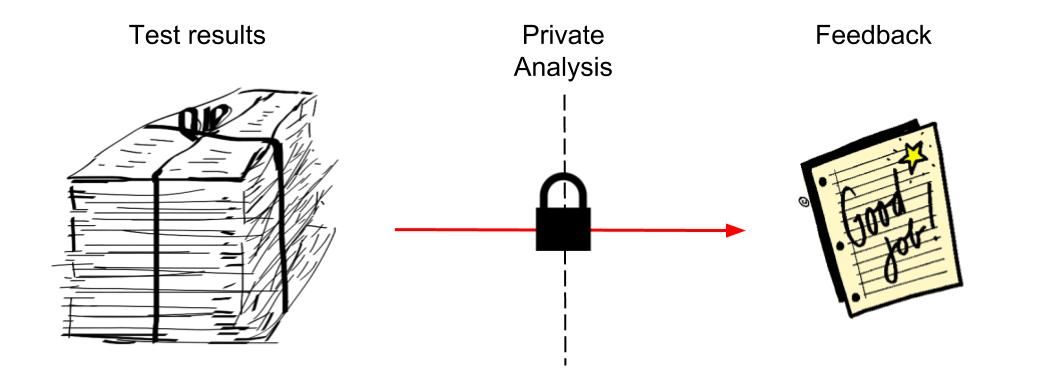 Test results
Private
Analysis
Feedback
Good
job!
©